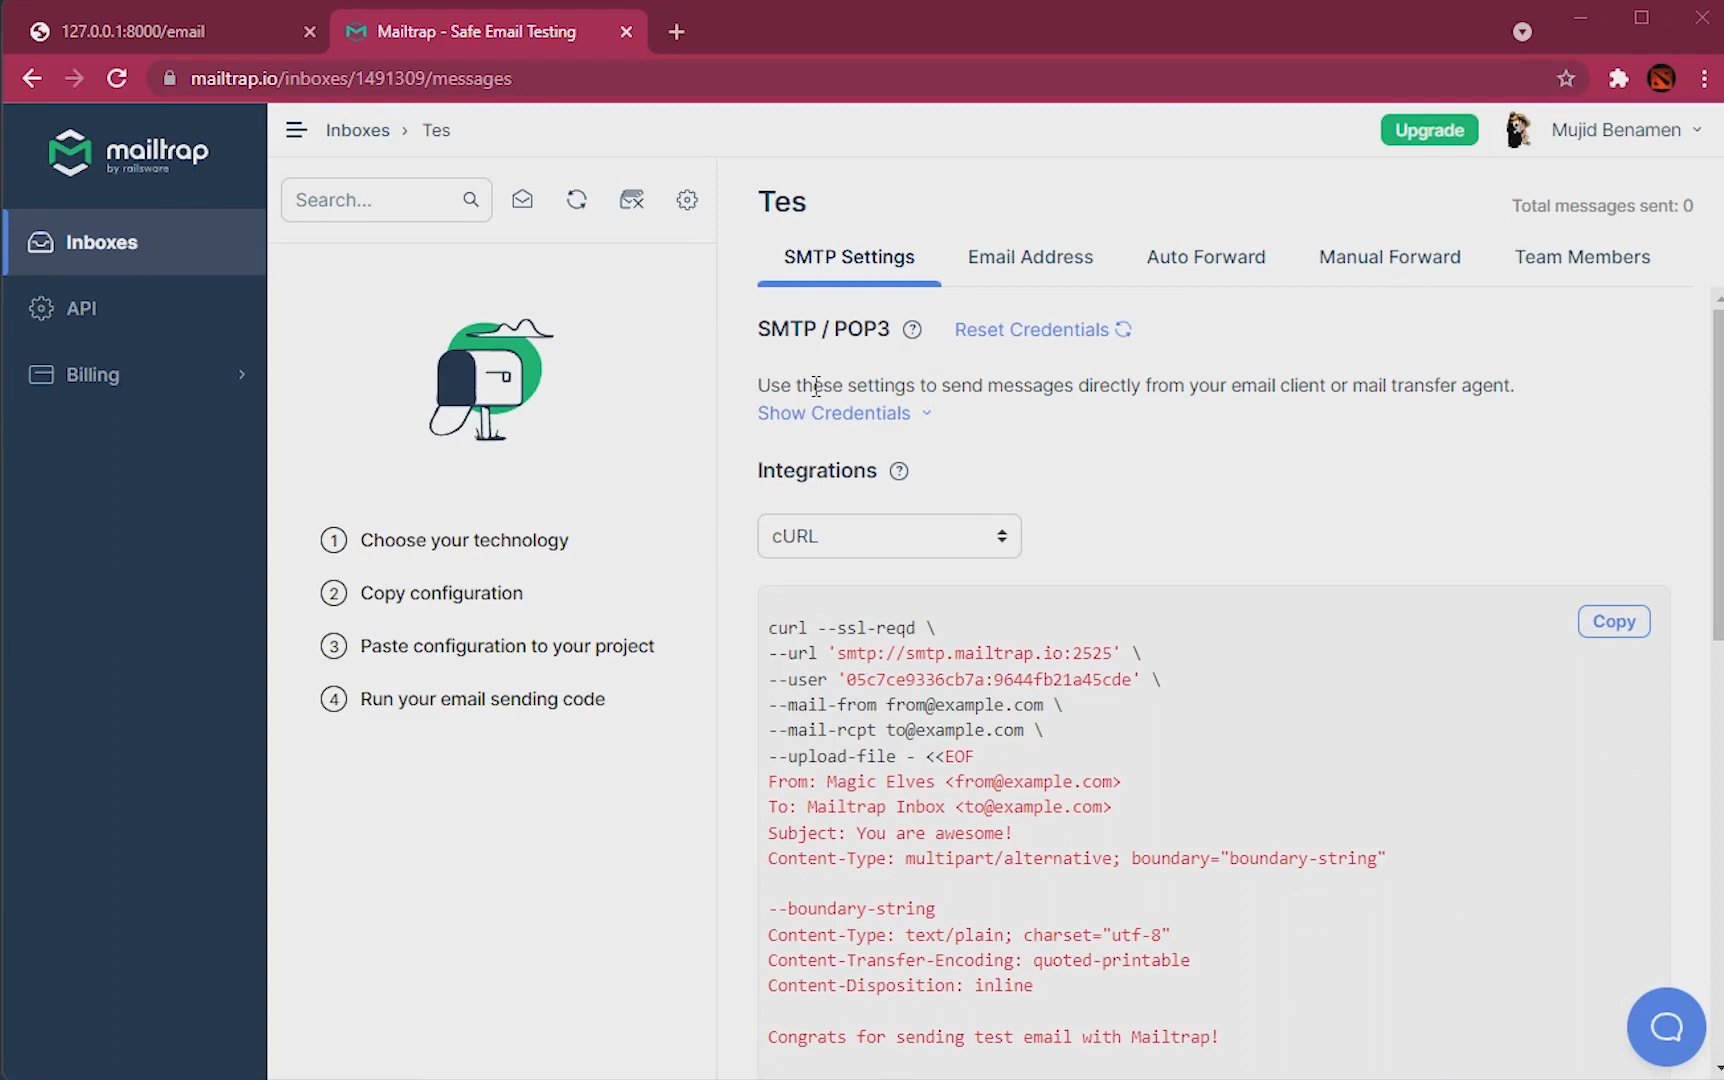 127.0.0.1:8000/email
Mailtrap - Safe Email Testing
mailtrap.io/inboxes/1491309/messages
mailtrap
by railsware
Inboxes
API
Billing
Inboxes › Tes
Upgrade
Mujid Benamen
Search...
1 Choose your technology
2 Copy configuration
3 Paste configuration to your project
4 Run your email sending code
Tes
Total messages sent: 0
SMTP Settings
Email Address
Auto Forward
Manual Forward
Team Members
SMTP / POP3 ?
Reset Credentials
Use these settings to send messages directly from your email client or mail transfer agent.
Show Credentials
Integrations ?
cURL
Copy
curl --ssl-reqd \
--url 'smtp://smtp.mailtrap.io:2525' \
--user '05c7ce9336cb7a:9644fb21a45cde' \
--mail-from from@example.com \
--mail-rcpt to@example.com \
--upload-file - <<EOF
From: Magic Elves <from@example.com>
To: Mailtrap Inbox <to@example.com>
Subject: You are awesome!
Content-Type: multipart/alternative; boundary="boundary-string"
--boundary-string
Content-Type: text/plain; charset="utf-8"
Content-Transfer-Encoding: quoted-printable
Content-Disposition: inline
Congrats for sending test email with Mailtrap!